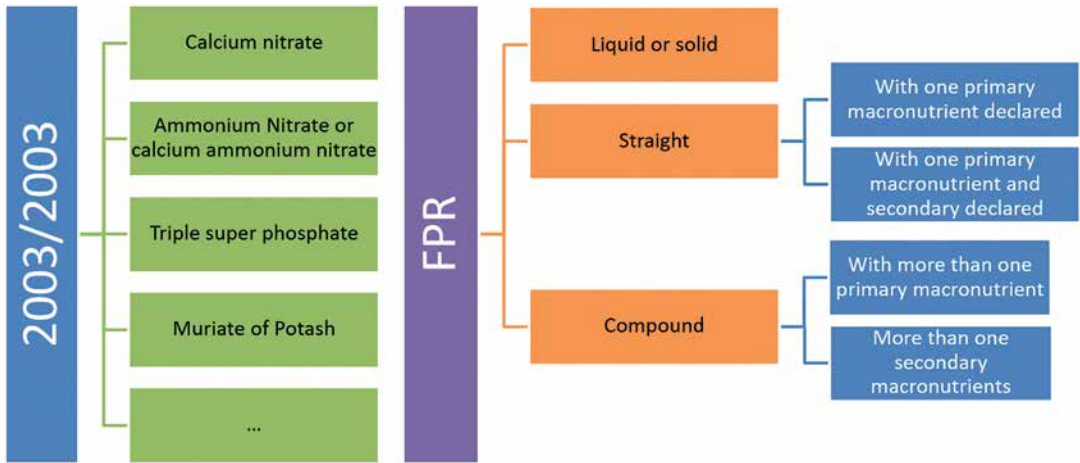 2003/2003
Calcium nitrate
Ammonium Nitrate or
calcium ammonium nitrate
Triple super phosphate
Muriate of Potash
...
FPR
Liquid or solid
Straight
With one primary
macronutrient declared
With one primary
macronutrient and
secondary declared
Compound
With more than one
primary macronutrient
More than one
secondary
macronutrients